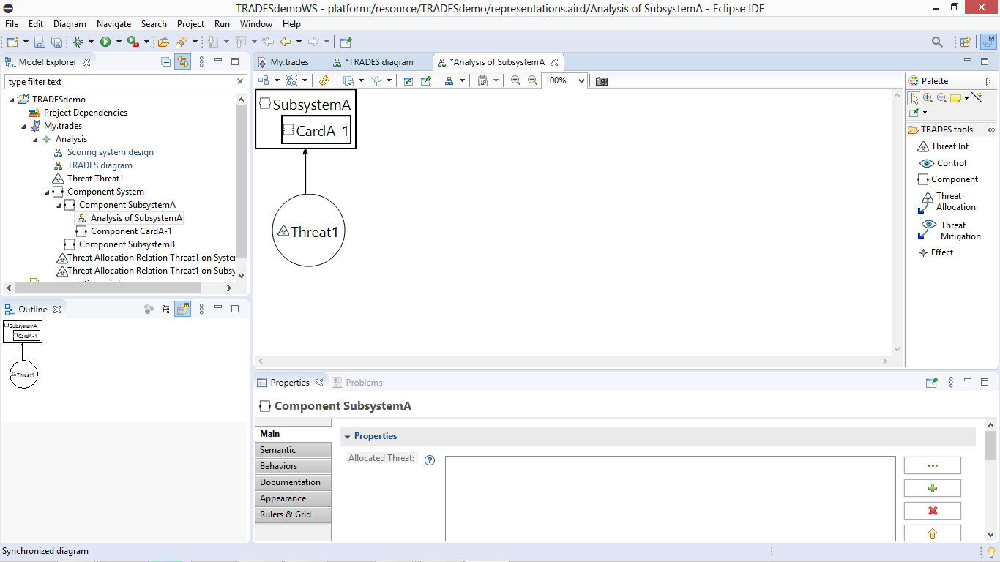 TRADESdemoWS - platform:/resource/TRADESdemo/representations.aird/Analysis of SubsystemA - Eclipse IDE
File Edit Diagram Navigate Search Project Run Window Help
Model Explorer
type filter text
TRADESdemo
Project Dependencies
My.trades
Analysis
Scoring system design
TRADES diagram
Threat Threat1
Component System
Component SubsystemA
Analysis of SubsystemA
Component CardA-1
Component SubsystemB
Threat Allocation Relation Threat1 on System
Threat Allocation Relation Threat1 on Subsy
Outline
SubsystemA
CardA-1
Threat1
My.trades
*TRADES diagram
*Analysis of SubsystemA
100%
SubsystemA
CardA-1
Threat1
Palette
TRADES tools
Threat Int
Control
Component
Threat
Allocation
Threat
Mitigation
Effect
Properties
Problems
Component SubsystemA
Main
Semantic
Behaviors
Documentation
Appearance
Rulers & Grid
Properties
Allocated Threat:
Synchronized diagram